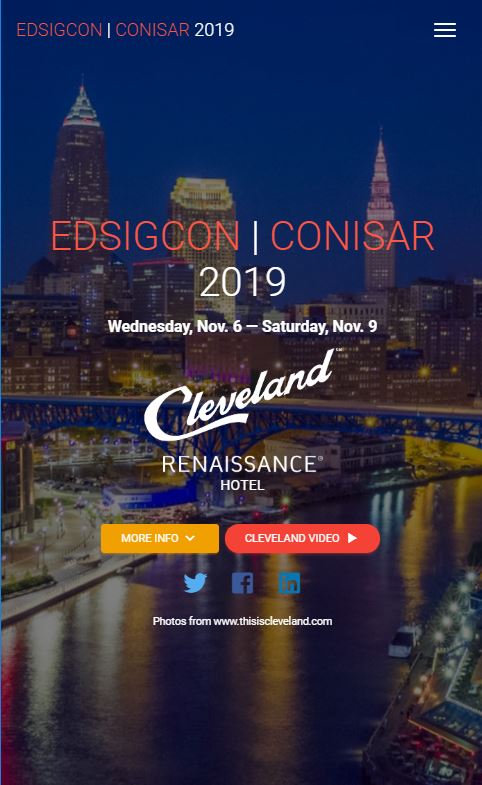 EDSIGCON | CONISAR 2019
EDSIGCON | CONISAR
2019
Wednesday, Nov. 6 — Saturday, Nov. 9
Cleveland℠
RENAISSANCE®
HOTEL
MORE INFO
CLEVELAND VIDEO
Photos from www.thisiscleveland.com